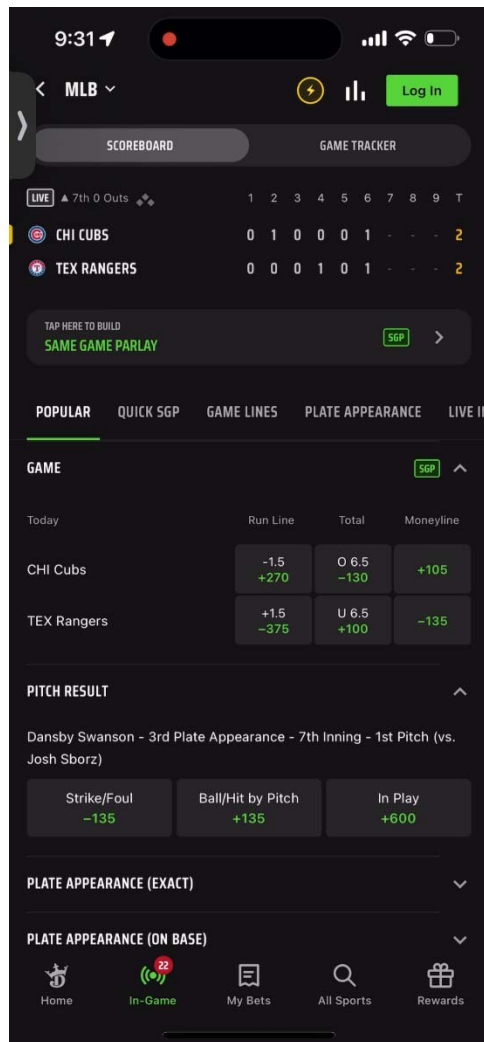 9:31
MLB
Log In
SCOREBOARD
GAME TRACKER
LIVE ▲ 7th 0 Outs 1 2 3 4 5 6 7 8 9 T
CHI CUBS 0 1 0 0 0 1 - - - 2
TEX RANGERS 0 0 0 1 0 1 - - - 2
TAP HERE TO BUILD
SAME GAME PARLAY SGP
POPULAR QUICK SGP GAME LINES PLATE APPEARANCE LIVE I
GAME SGP
Today Run Line Total Moneyline
CHI Cubs -1.5 +270 O 6.5 −130 +105
TEX Rangers +1.5 −375 U 6.5 +100 −135
PITCH RESULT
Dansby Swanson - 3rd Plate Appearance - 7th Inning - 1st Pitch (vs.
Josh Sborz)
Strike/Foul Ball/Hit by Pitch In Play
−135 +135 +600
PLATE APPEARANCE (EXACT)
PLATE APPEARANCE (ON BASE)
22
Home In-Game My Bets All Sports Rewards